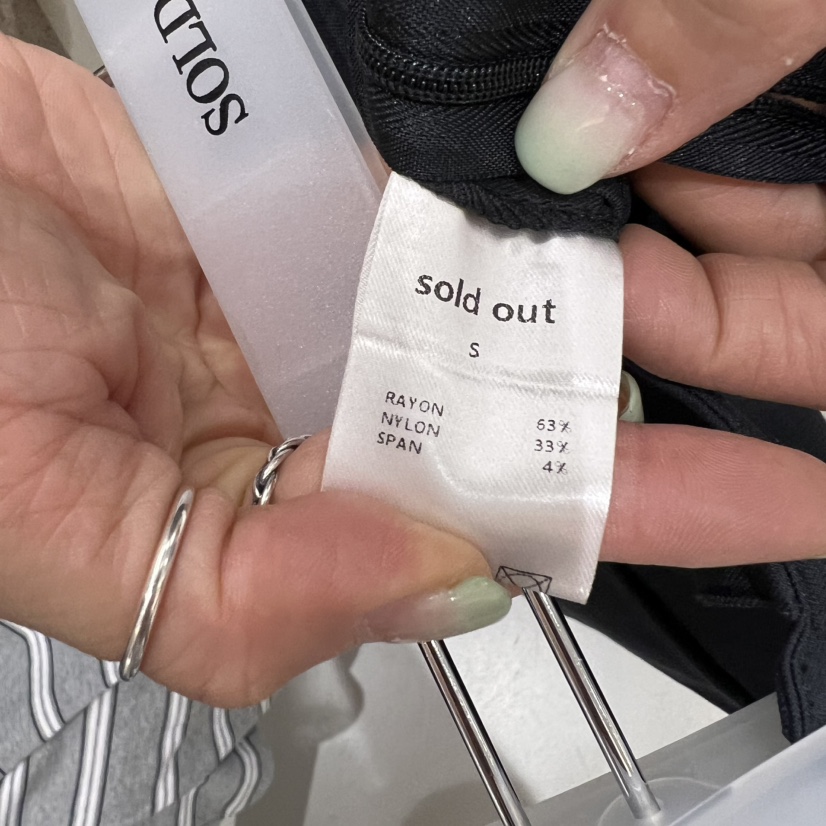 SOLD
sold out
S
RAYON 63%
NYLON 33%
SPAN 4%